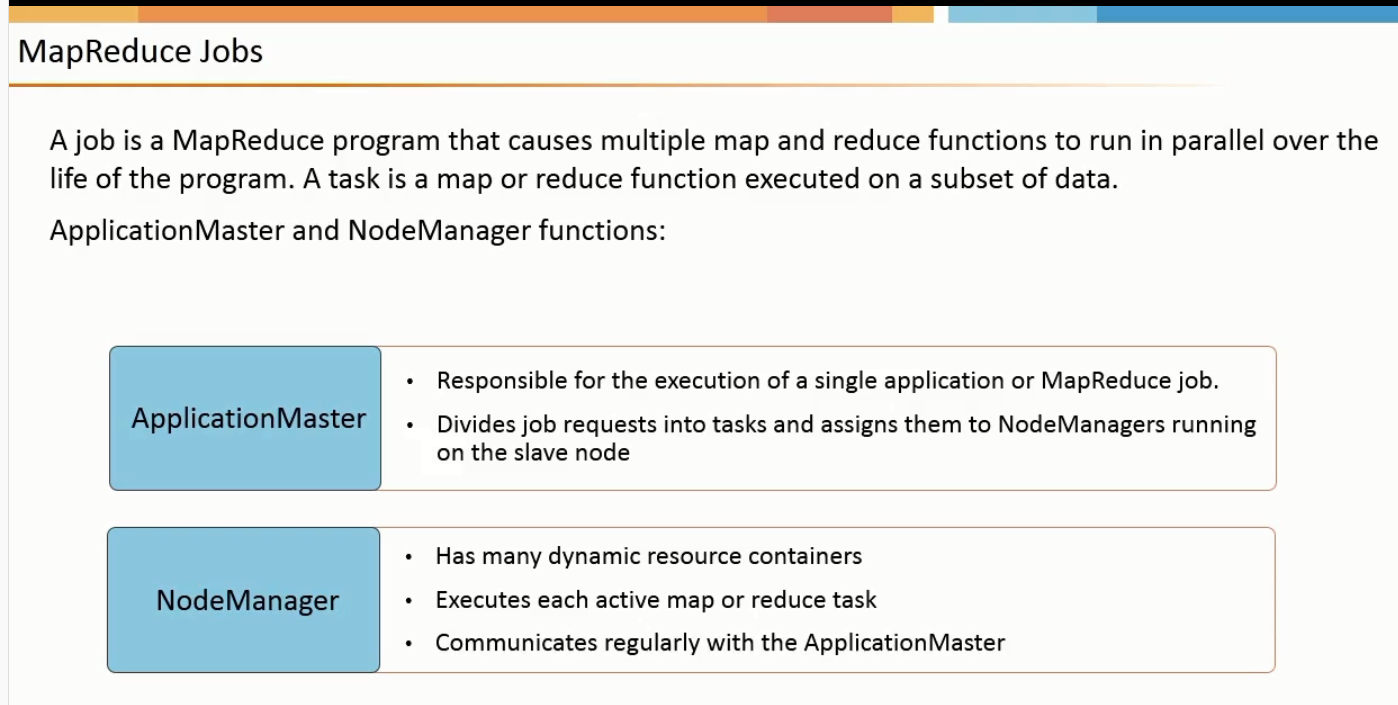 MapReduce Jobs
A job is a MapReduce program that causes multiple map and reduce functions to run in parallel over the
life of the program. A task is a map or reduce function executed on a subset of data.
ApplicationMaster and NodeManager functions:
ApplicationMaster
• Responsible for the execution of a single application or MapReduce job.
• Divides job requests into tasks and assigns them to NodeManagers running
on the slave node
NodeManager
• Has many dynamic resource containers
• Executes each active map or reduce task
• Communicates regularly with the ApplicationMaster